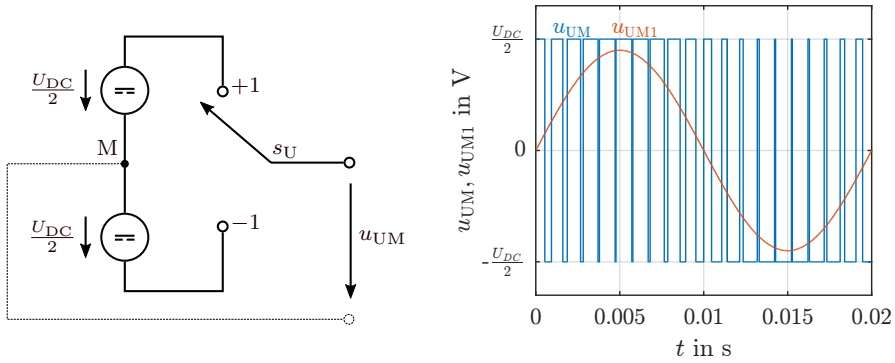 U_DC/2
+1
M
s_U
U_DC/2
−1
u_UM
u_UM, u_UM1 in V
U_DC/2
0
-U_DC/2
u_UM
u_UM1
0
0.005
0.01
0.015
0.02
t in s